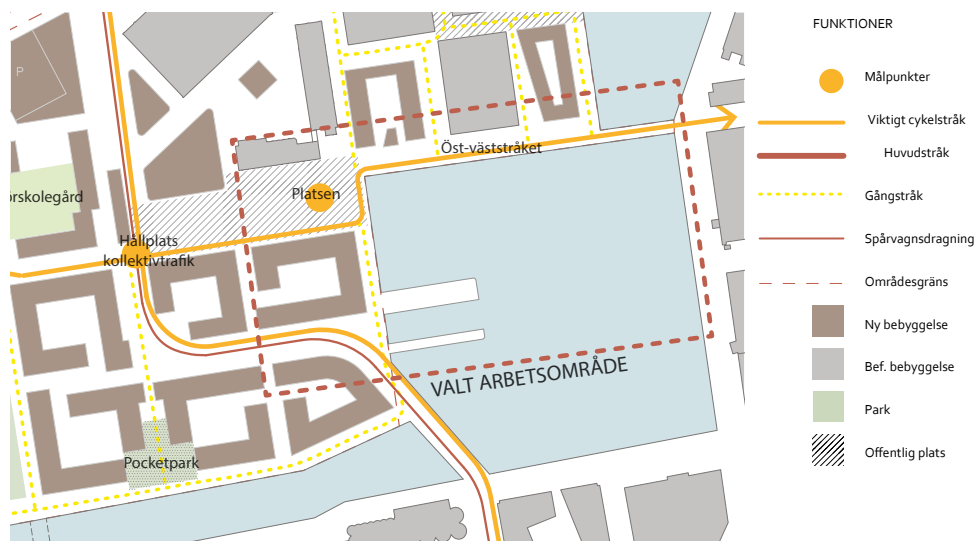 P
Öst-väststråket
Platsen
örskolegård
Hållplats
kollektivtrafik
VALT ARBETSOMRÅDE
Pocketpark
FUNKTIONER
Målpunkter
Viktigt cykelstråk
Huvudstråk
Gångstråk
Spårvagnsdragning
Områdesgräns
Ny bebyggelse
Bef. bebyggelse
Park
Offentlig plats